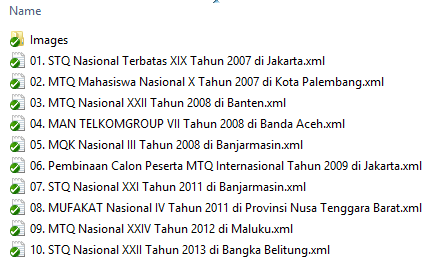 Name
Images
01. STQ Nasional Terbatas XIX Tahun 2007 di Jakarta.xml
02. MTQ Mahasiswa Nasional X Tahun 2007 di Kota Palembang.xml
03. MTQ Nasional XXII Tahun 2008 di Banten.xml
04. MAN TELKOMGROUP VII Tahun 2008 di Banda Aceh.xml
05. MQK Nasional III Tahun 2008 di Banjarmasin.xml
06. Pembinaan Calon Peserta MTQ Internasional Tahun 2009 di Jakarta.xml
07. STQ Nasional XXI Tahun 2011 di Banjarmasin.xml
08. MUFAKAT Nasional IV Tahun 2011 di Provinsi Nusa Tenggara Barat.xml
09. MTQ Nasional XXIV Tahun 2012 di Maluku.xml
10. STQ Nasional XXII Tahun 2013 di Bangka Belitung.xml